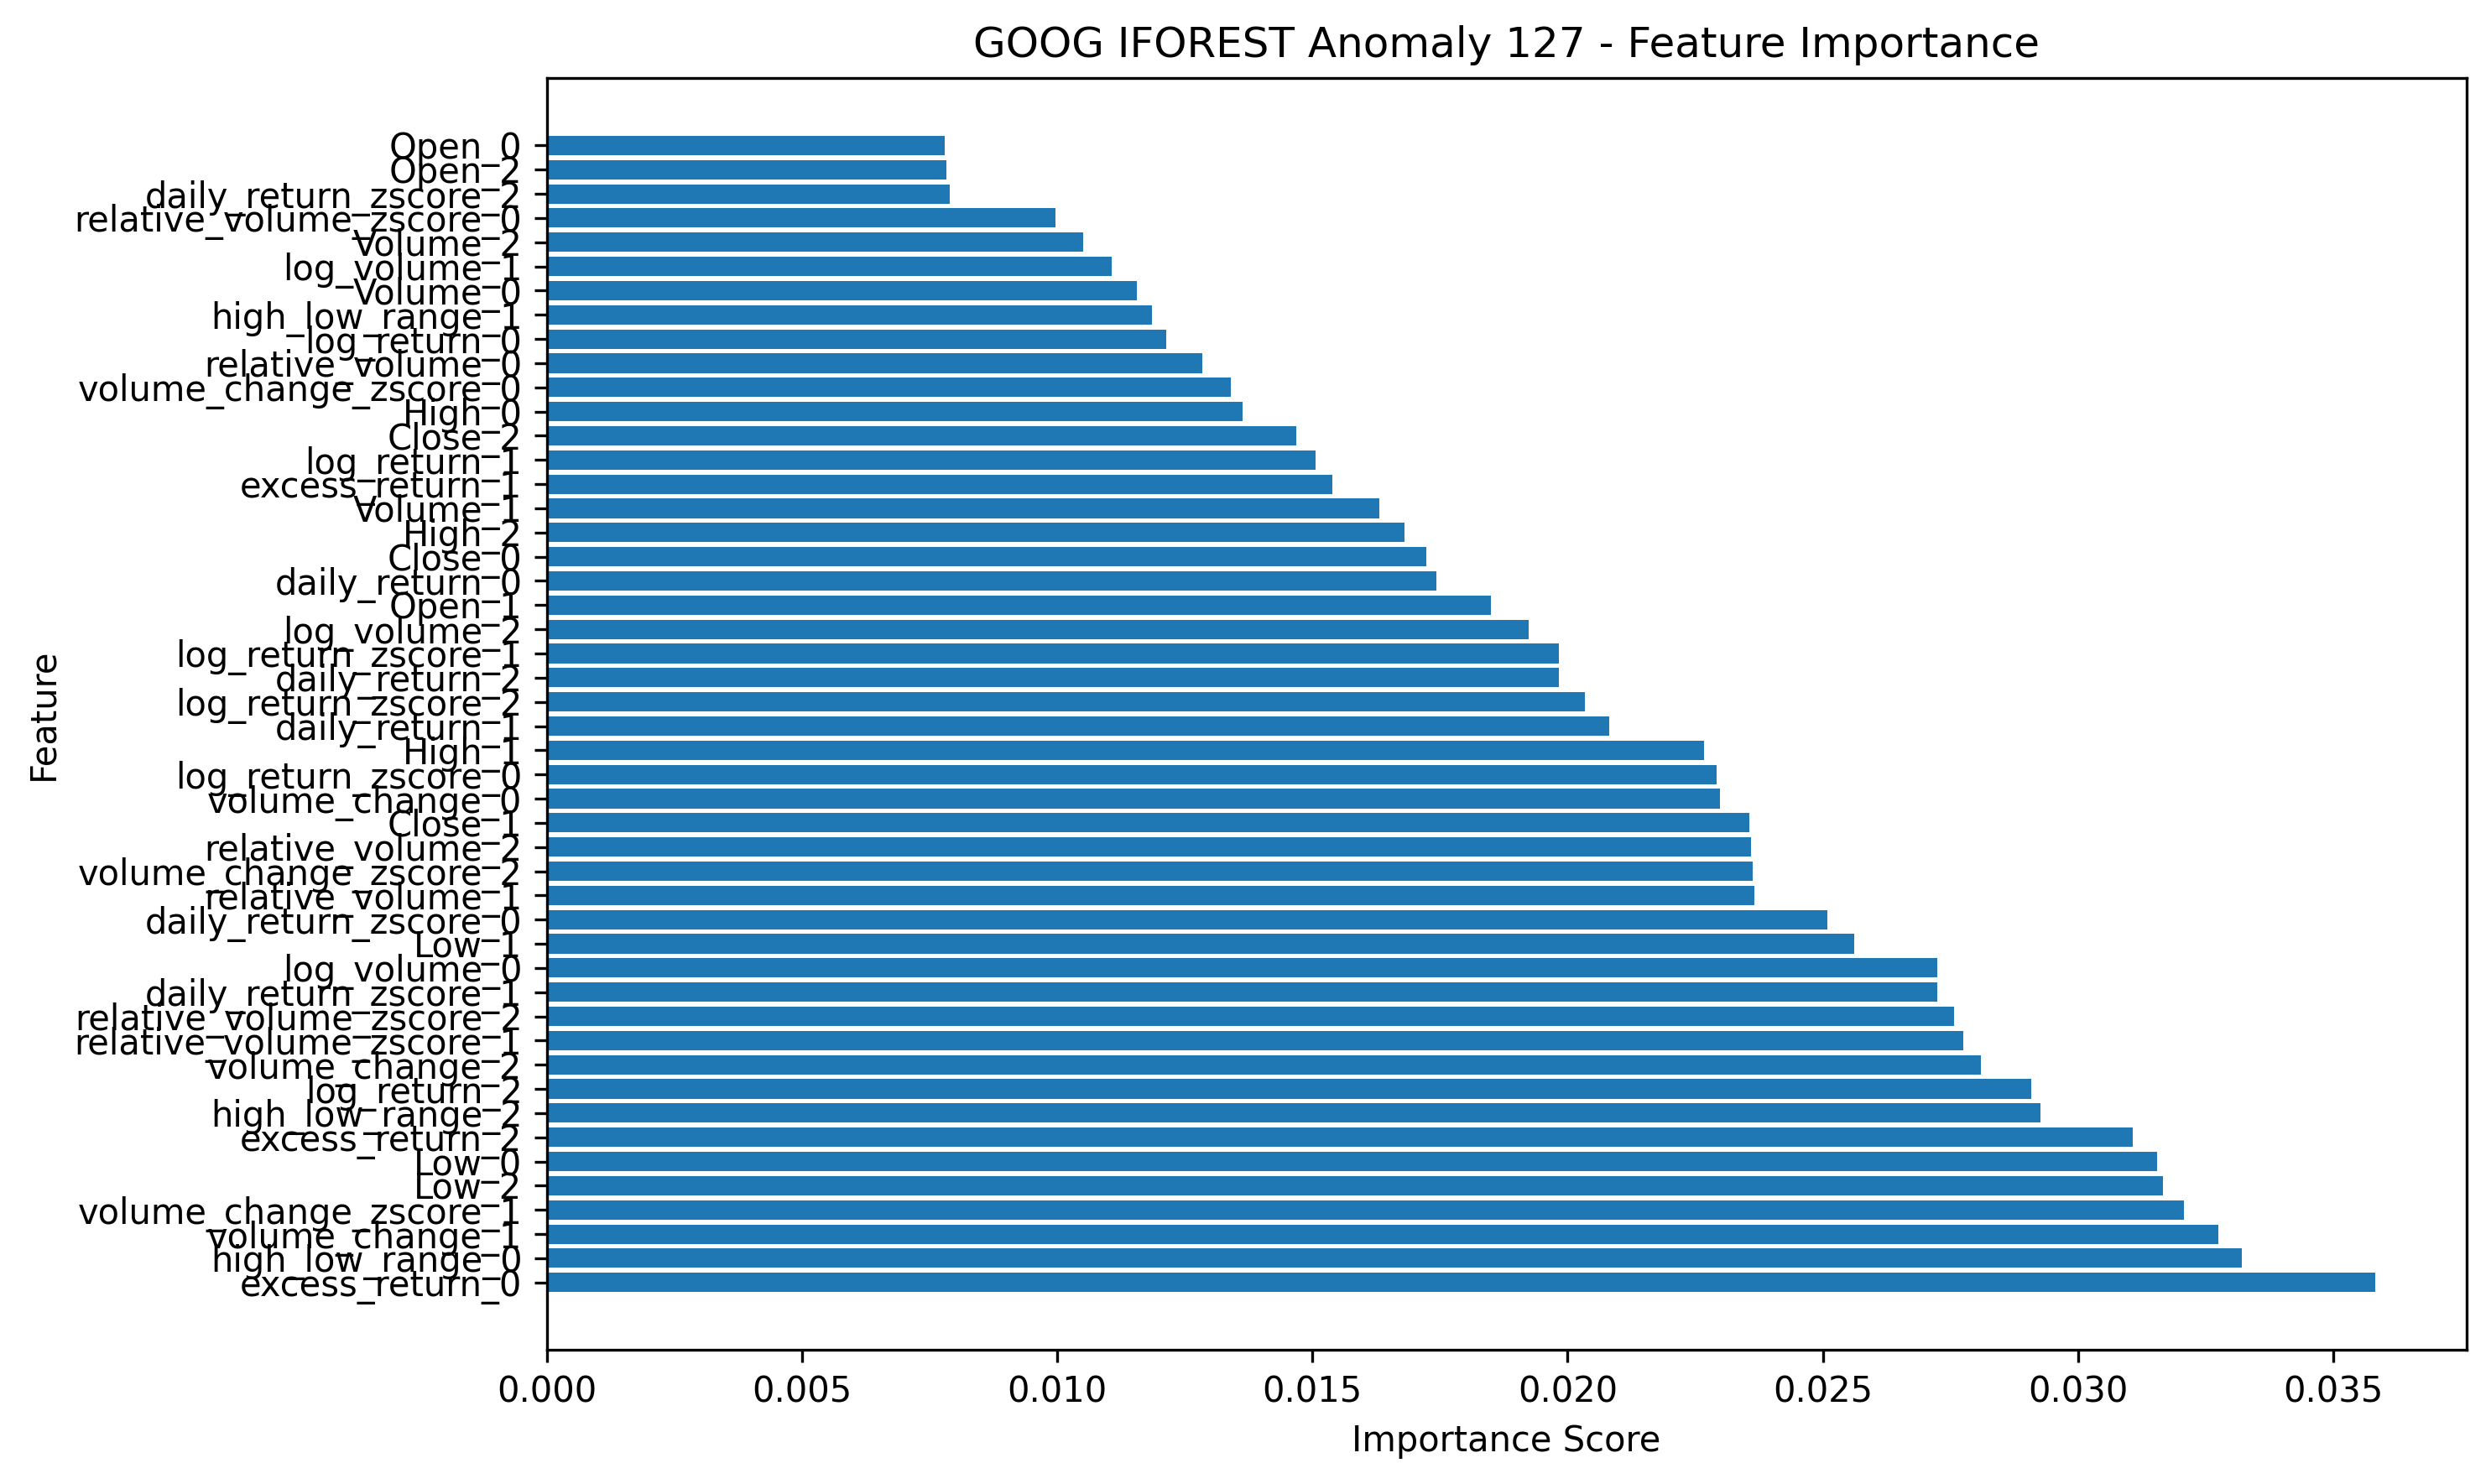 GOOG IFOREST Anomaly 127 - Feature Importance
Open_0
Open_2
daily_return_zscore_2
relative_volume_zscore_0
Volume_2
log_volume_1
Volume_0
high_low_range_1
log_return_0
relative_volume_0
volume_change_zscore_0
High_0
Close_2
log_return_1
excess_return_1
Volume_1
High_2
Close_0
daily_return_0
Open_1
log_volume_2
log_return_zscore_1
daily_return_2
log_return_zscore_2
daily_return_1
High_1
log_return_zscore_0
volume_change_0
Close_1
relative_volume_2
volume_change_zscore_2
relative_volume_1
daily_return_zscore_0
Low_1
log_volume_0
daily_return_zscore_1
relative_volume_zscore_2
relative_volume_zscore_1
volume_change_2
log_return_2
high_low_range_2
excess_return_2
Low_0
Low_2
volume_change_zscore_1
volume_change_1
high_low_range_0
excess_return_0
Feature
0.000 0.005 0.010 0.015 0.020 0.025 0.030 0.035
Importance Score